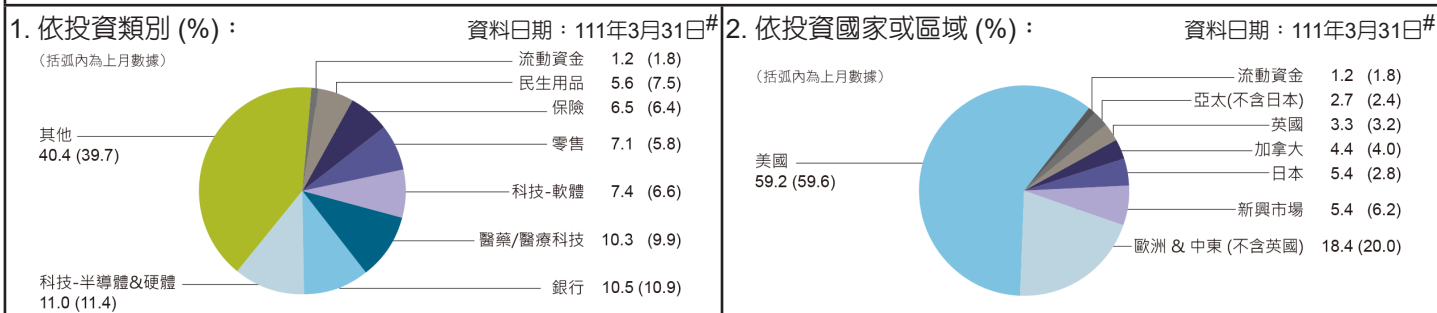 1. 依投資類別 (%)：
資料日期：111年3月31日#
（括弧內為上月數據）
流動資金 1.2 (1.8)
民生用品 5.6 (7.5)
保險 6.5 (6.4)
零售 7.1 (5.8)
科技-軟體 7.4 (6.6)
醫藥/醫療科技 10.3 (9.9)
銀行 10.5 (10.9)
科技-半導體&硬體
11.0 (11.4)
其他
40.4 (39.7)
2. 依投資國家或區域 (%)：
資料日期：111年3月31日#
（括弧內為上月數據）
流動資金 1.2 (1.8)
亞太(不含日本) 2.7 (2.4)
英國 3.3 (3.2)
加拿大 4.4 (4.0)
日本 5.4 (2.8)
新興市場 5.4 (6.2)
歐洲 & 中東 (不含英國) 18.4 (20.0)
美國
59.2 (59.6)